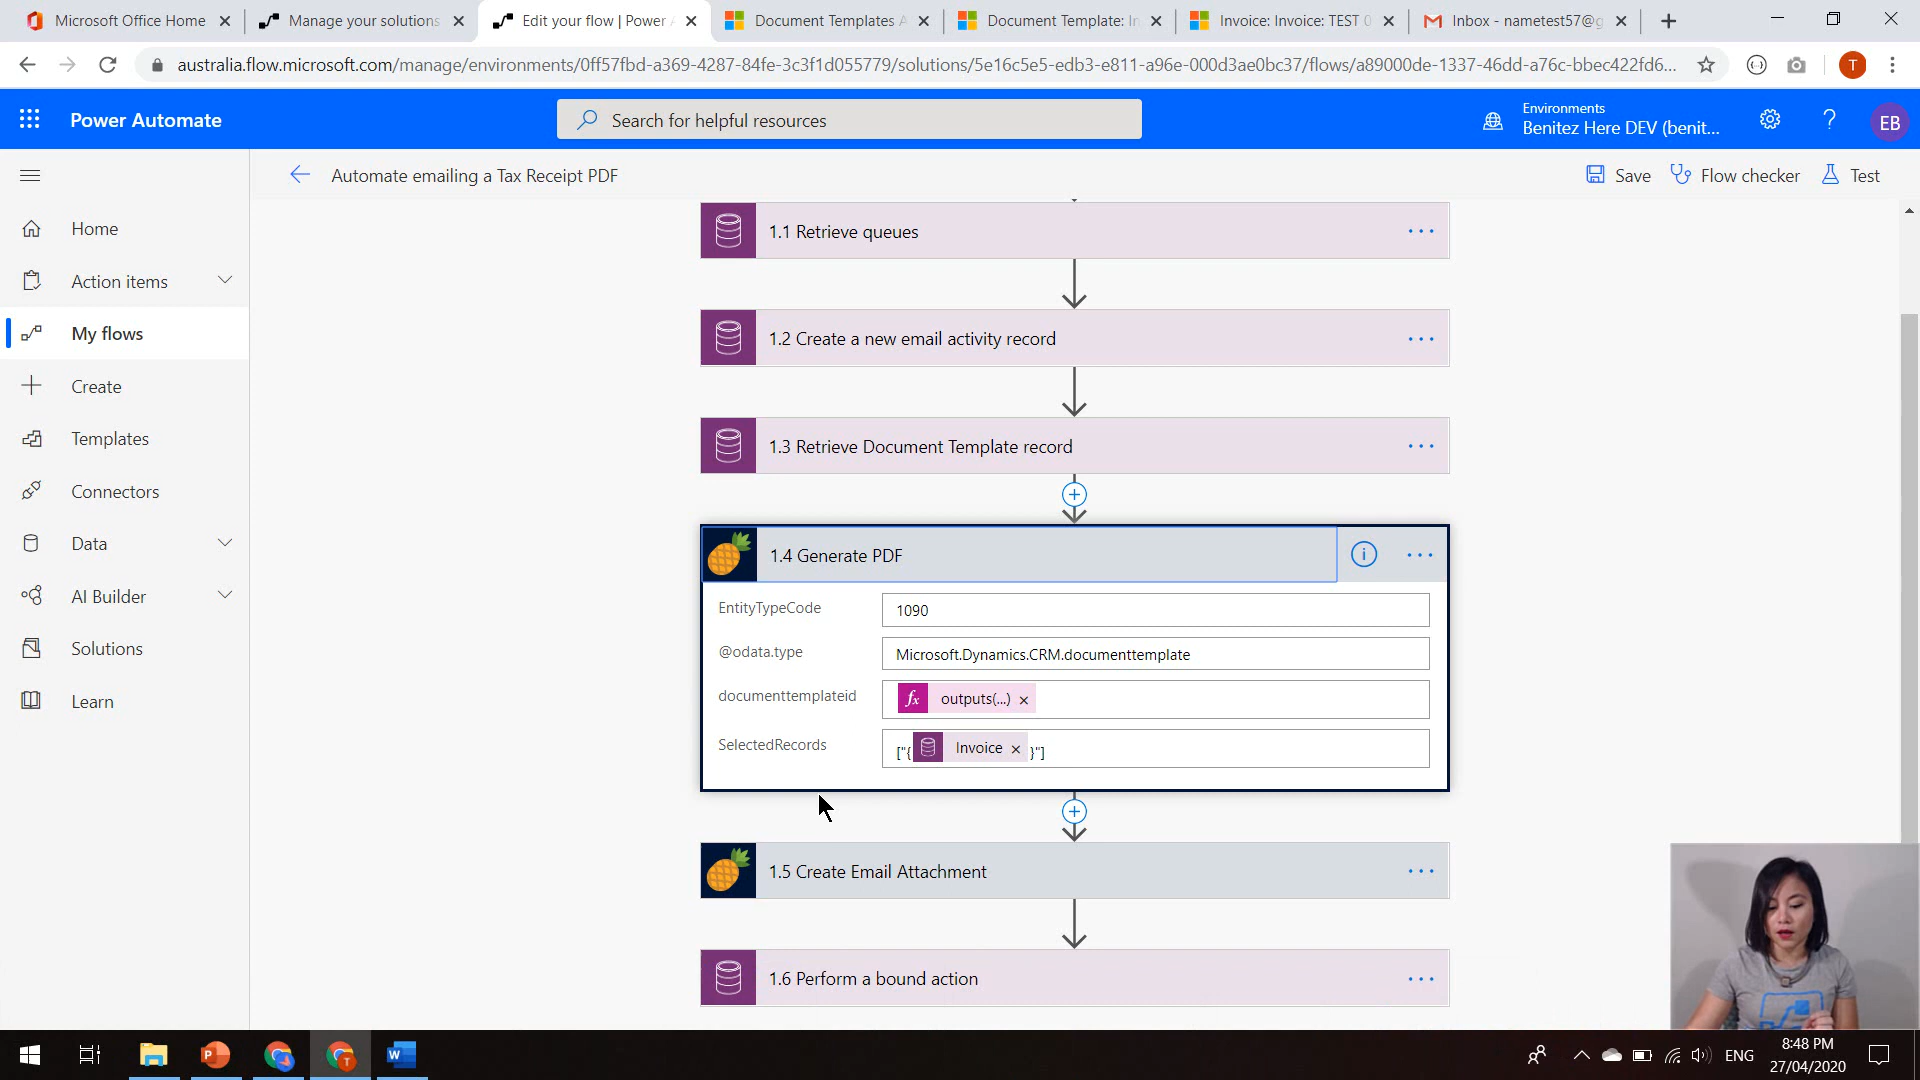 Microsoft Office Home
Manage your solutions
Edit your flow | Power A
Document Templates A
Document Template: In
Invoice: Invoice: TEST 0
Inbox - nametest57@g
australia.flow.microsoft.com/manage/environments/0ff57fbd-a369-4287-84fe-3c3f1d055779/solutions/5e16c5e5-edb3-e811-a96e-000d3ae0bc37/flows/a89000de-1337-46dd-a76c-bbec422fd6...
T
Power Automate
Search for helpful resources
Environments
Benitez Here DEV (benit...
?
EB
Automate emailing a Tax Receipt PDF
Save
Flow checker
Test
Home
Action items
My flows
Create
Templates
Connectors
Data
AI Builder
Solutions
Learn
1.1 Retrieve queues
1.2 Create a new email activity record
1.3 Retrieve Document Template record
1.4 Generate PDF
EntityTypeCode
1090
@odata.type
Microsoft.Dynamics.CRM.documenttemplate
documenttemplateid
fx outputs(...) ×
SelectedRecords
["{ Invoice × }"]
1.5 Create Email Attachment
1.6 Perform a bound action
ENG
8:48 PM
27/04/2020